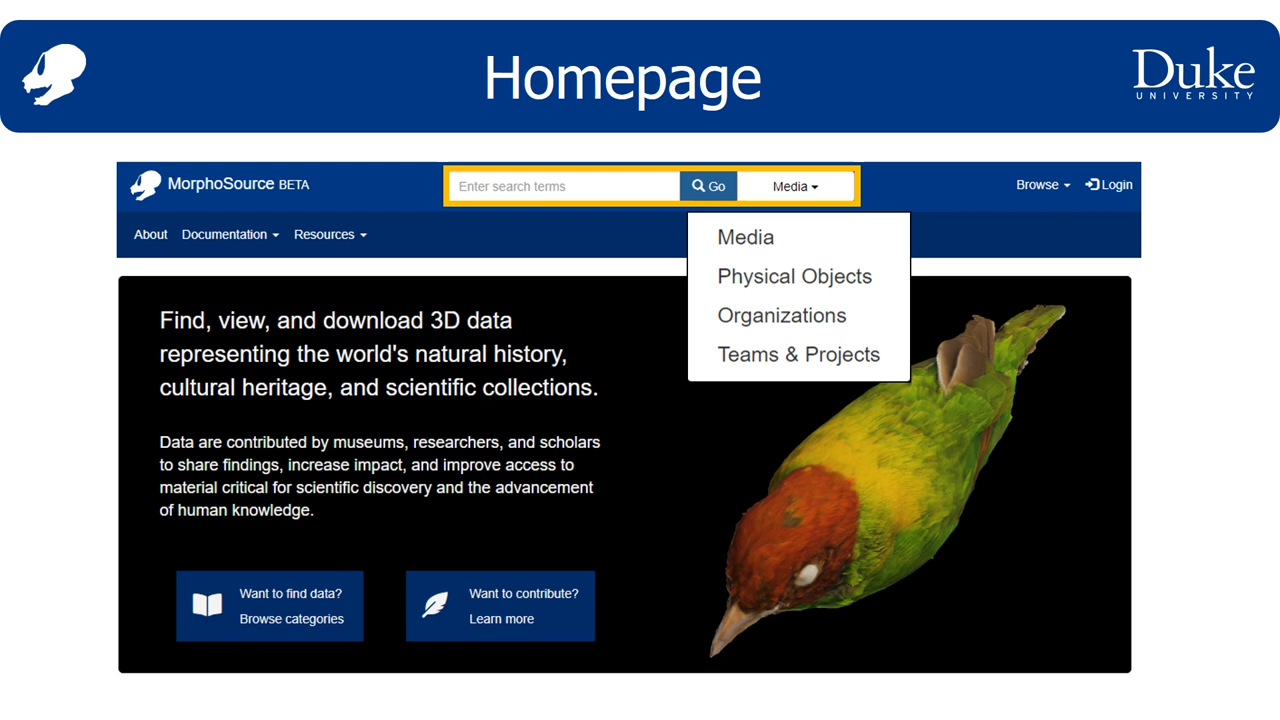 Homepage
Duke
UNIVERSITY
MorphoSource BETA
Enter search terms
Go
Media
Browse
Login
About
Documentation
Resources
Media
Physical Objects
Organizations
Teams & Projects
Find, view, and download 3D data
representing the world's natural history,
cultural heritage, and scientific collections.
Data are contributed by museums, researchers, and scholars
to share findings, increase impact, and improve access to
material critical for scientific discovery and the advancement
of human knowledge.
Want to find data?
Browse categories
Want to contribute?
Learn more